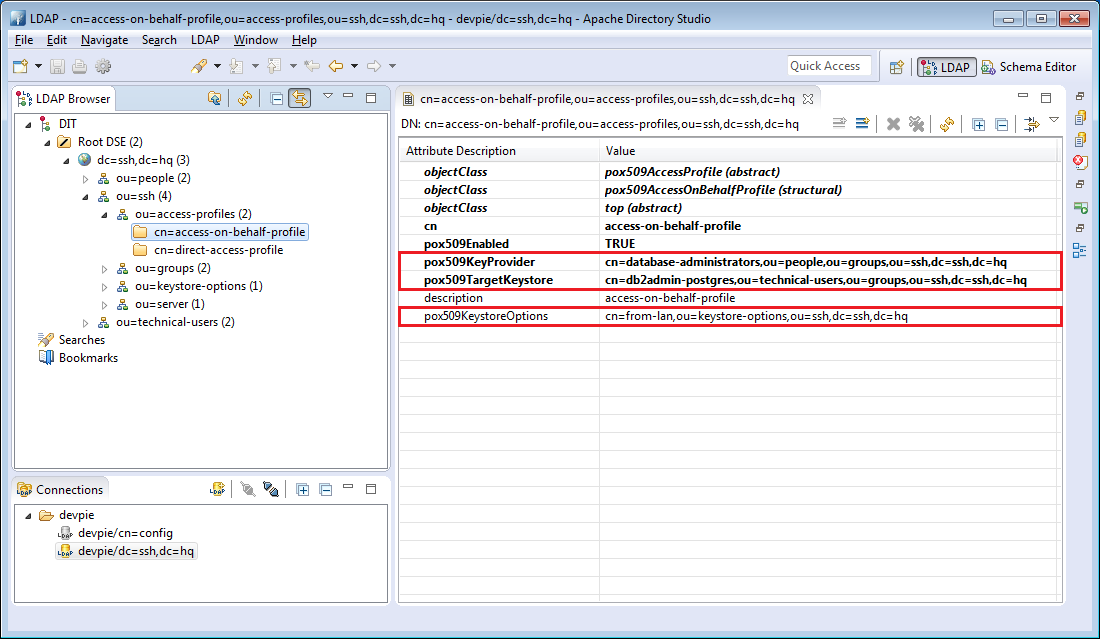 LDAP - cn=access-on-behalf-profile,ou=access-profiles,ou=ssh,dc=ssh,dc=hq - devpie/dc=ssh,dc=hq - Apache Directory Studio
File Edit Navigate Search LDAP Window Help
Quick Access LDAP Schema Editor
LDAP Browser
DIT
Root DSE (2)
dc=ssh,dc=hq (3)
ou=people (2)
ou=ssh (4)
ou=access-profiles (2)
cn=access-on-behalf-profile
cn=direct-access-profile
ou=groups (2)
ou=keystore-options (1)
ou=server (1)
ou=technical-users (2)
Searches
Bookmarks
Connections
devpie
devpie/cn=config
devpie/dc=ssh,dc=hq
cn=access-on-behalf-profile,ou=access-profiles,ou=ssh,dc=ssh,dc=hq
DN: cn=access-on-behalf-profile,ou=access-profiles,ou=ssh,dc=ssh,dc=hq
Attribute Description Value
objectClass pox509AccessProfile (abstract)
objectClass pox509AccessOnBehalfProfile (structural)
objectClass top (abstract)
cn access-on-behalf-profile
pox509Enabled TRUE
pox509KeyProvider cn=database-administrators,ou=people,ou=groups,ou=ssh,dc=ssh,dc=hq
pox509TargetKeystore cn=db2admin-postgres,ou=technical-users,ou=groups,ou=ssh,dc=ssh,dc=hq
description access-on-behalf-profile
pox509KeystoreOptions cn=from-lan,ou=keystore-options,ou=ssh,dc=ssh,dc=hq